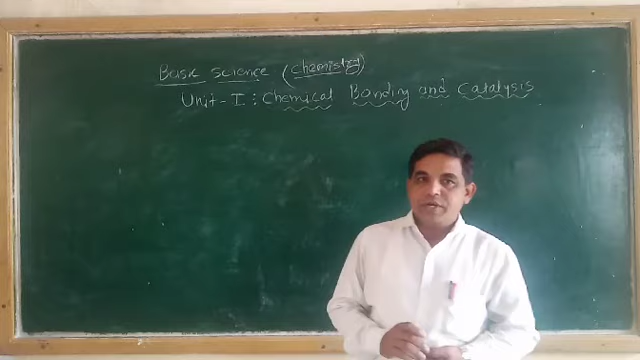 Basic science (chemistry)
Unit-I : Chemical Bonding and Catalysis